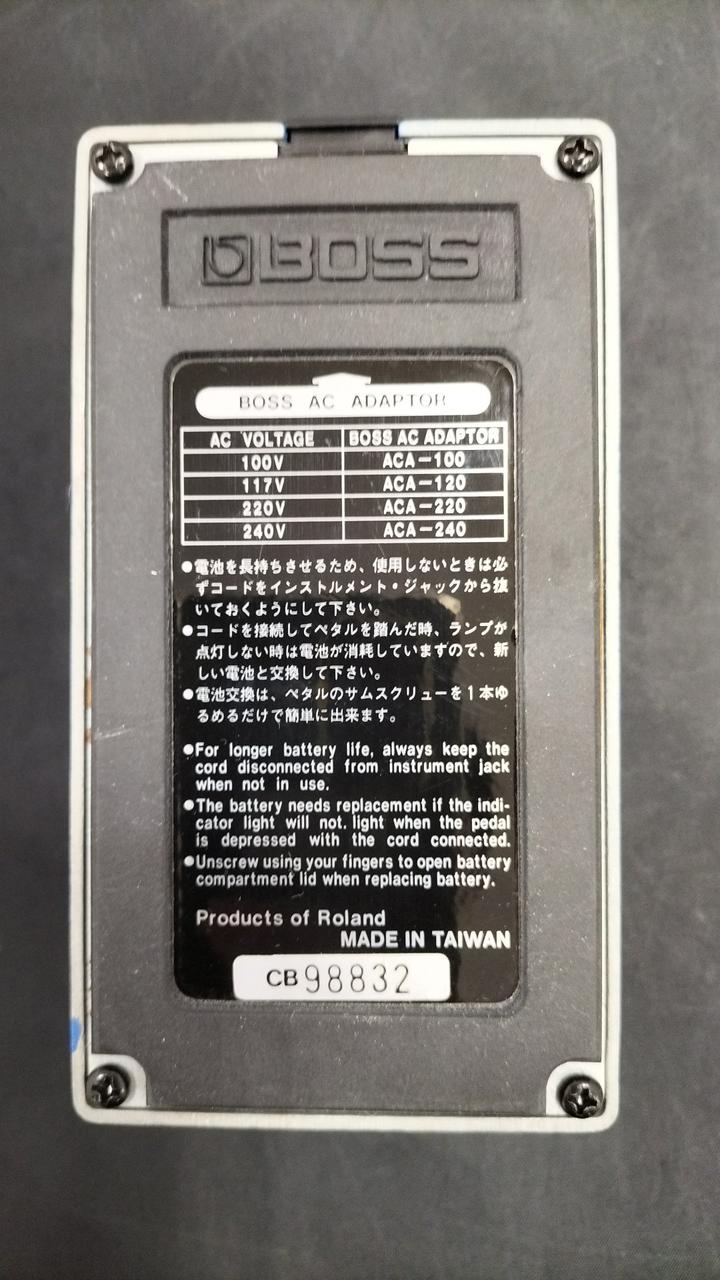 BOSS
BOSS AC ADAPTOR
AC VOLTAGE BOSS AC ADAPTOR
100V ACA-100
117V ACA-120
220V ACA-220
240V ACA-240
●電池を長持ちさせるため、使用しないときは必
ずコードをインストルメント・ジャックから抜
いておくようにして下さい。
●コードを接続してペタルを踏んだ時、ランプが
点灯しない時は電池が消耗していますので、新
しい電池と交換して下さい。
●電池交換は、ペタルのサムスクリューを1本ゆ
るめるだけで簡単に出来ます。
●For longer battery life, always keep the
cord disconnected from instrument jack
when not in use.
●The battery needs replacement if the indi-
cator light will not. light when the pedal
is depressed with the cord connected.
●Unscrew using your fingers to open battery
compartment lid when replacing battery.
Products of Roland
MADE IN TAIWAN
CB 98832